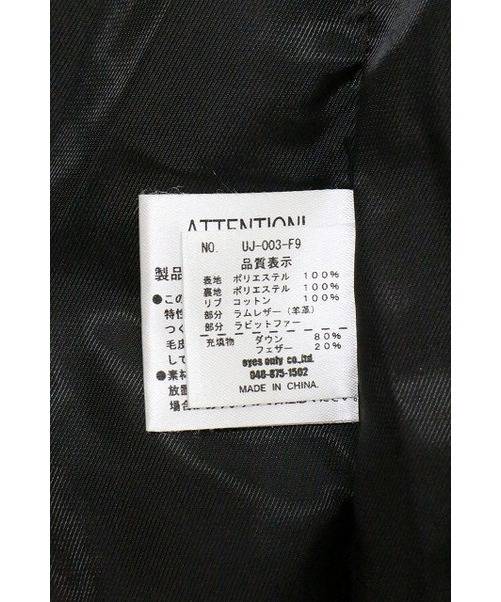 ATTENTION!
NO. UJ-003-F9
品質表示
表地 ポリエステル 100%
裏地 ポリエステル 100%
リブ コットン 100%
部分 ラムレザー(羊革)
部分 ラビットファー
充填物 ダウン 80%
フェザー 20%
syes only co.,ltd.
048-875-1502
MADE IN CHINA.
製品
●この
特性
つく
毛皮
して
●素材
放置
場合